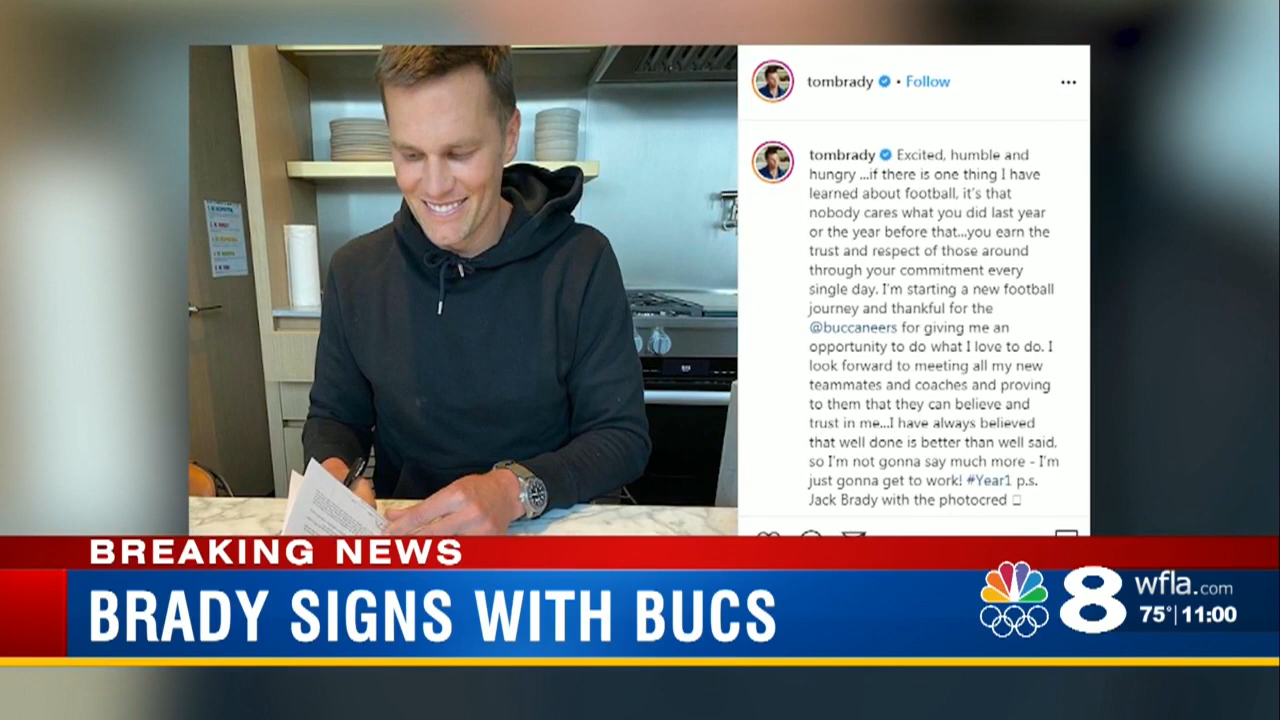 tombrady • Follow
tombrady Excited, humble and
hungry ...if there is one thing I have
learned about football, it's that
nobody cares what you did last year
or the year before that...you earn the
trust and respect of those around
through your commitment every
single day. I'm starting a new football
journey and thankful for the
@buccaneers for giving me an
opportunity to do what I love to do. I
look forward to meeting all my new
teammates and coaches and proving
to them that they can believe and
trust in me...I have always believed
that well done is better than well said,
so I'm not gonna say much more - I'm
just gonna get to work! #Year1 p.s.
Jack Brady with the photocred
BREAKING NEWS
BRADY SIGNS WITH BUCS
8
wfla.com
75° | 11:00